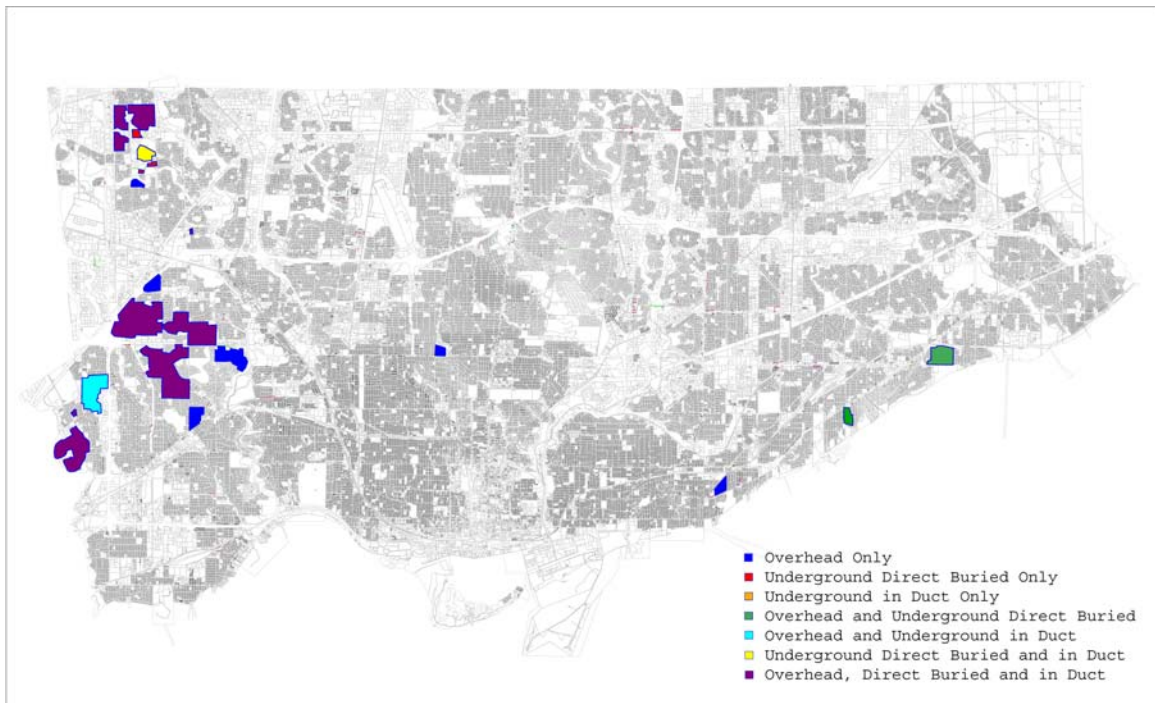 Overhead Only
Underground Direct Buried Only
Underground in Duct Only
Overhead and Underground Direct Buried
Overhead and Underground in Duct
Underground Direct Buried and in Duct
Overhead, Direct Buried and in Duct